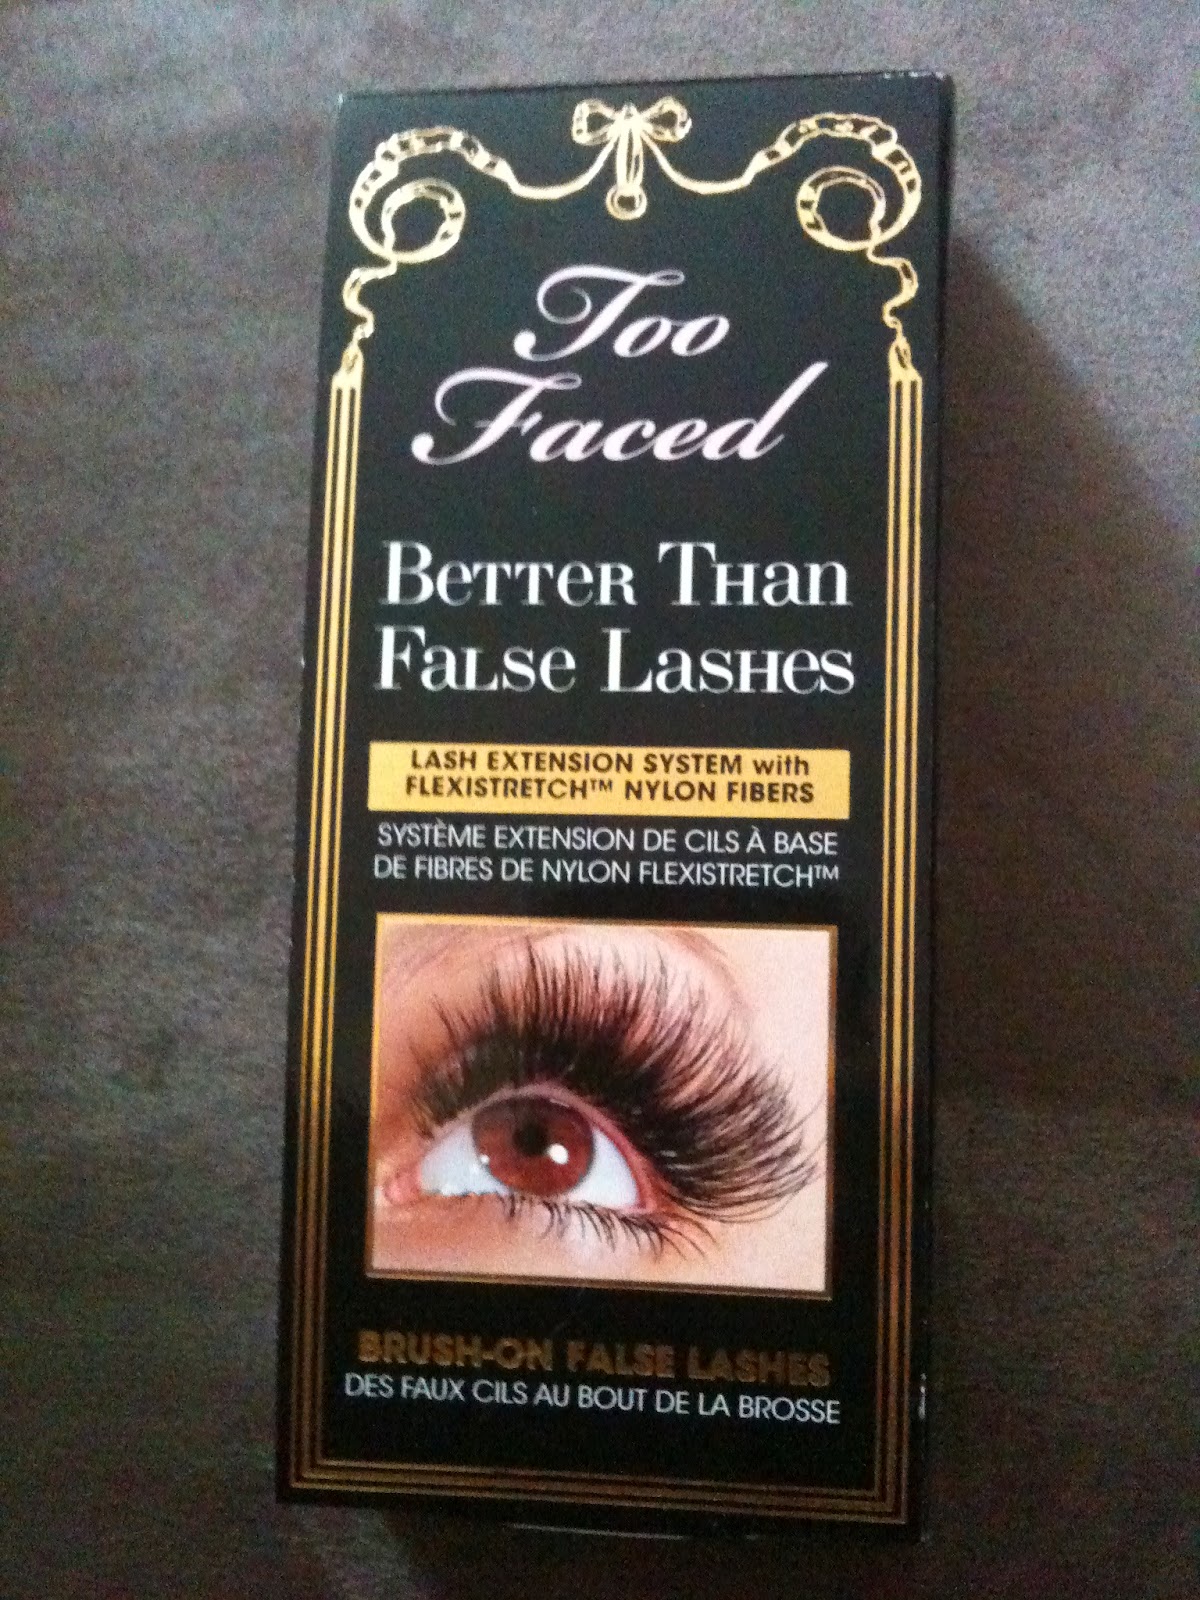 Too
Faced
Better Than
False Lashes
LASH EXTENSION SYSTEM with
FLEXISTRETCH™ NYLON FIBERS
SYSTÈME EXTENSION DE CILS À BASE
DE FIBRES DE NYLON FLEXISTRETCH™
BRUSH-ON FALSE LASHES
DES FAUX CILS AU BOUT DE LA BROSSE